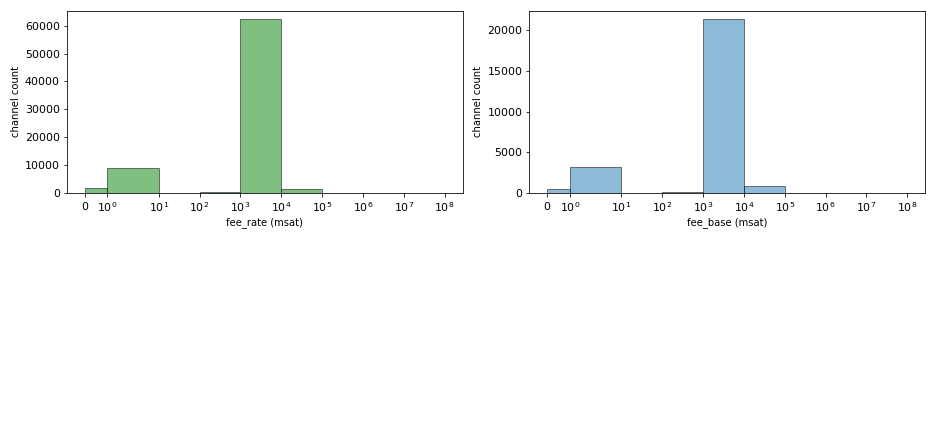 channel count
60000
50000
40000
30000
20000
10000
0
0 10⁰ 10¹ 10² 10³ 10⁴ 10⁵ 10⁶ 10⁷ 10⁸
fee_rate (msat)
channel count
20000
15000
10000
5000
0
0 10⁰ 10¹ 10² 10³ 10⁴ 10⁵ 10⁶ 10⁷ 10⁸
fee_base (msat)